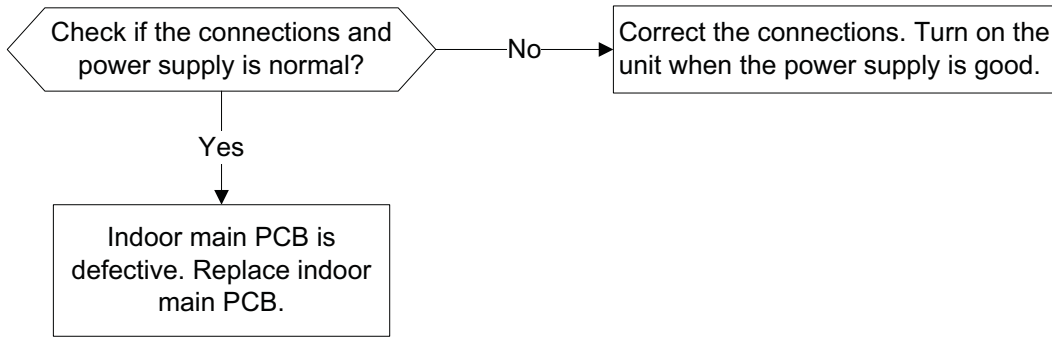 Check if the connections and
power supply is normal?
No
Correct the connections. Turn on the
unit when the power supply is good.
Yes
Indoor main PCB is
defective. Replace indoor
main PCB.